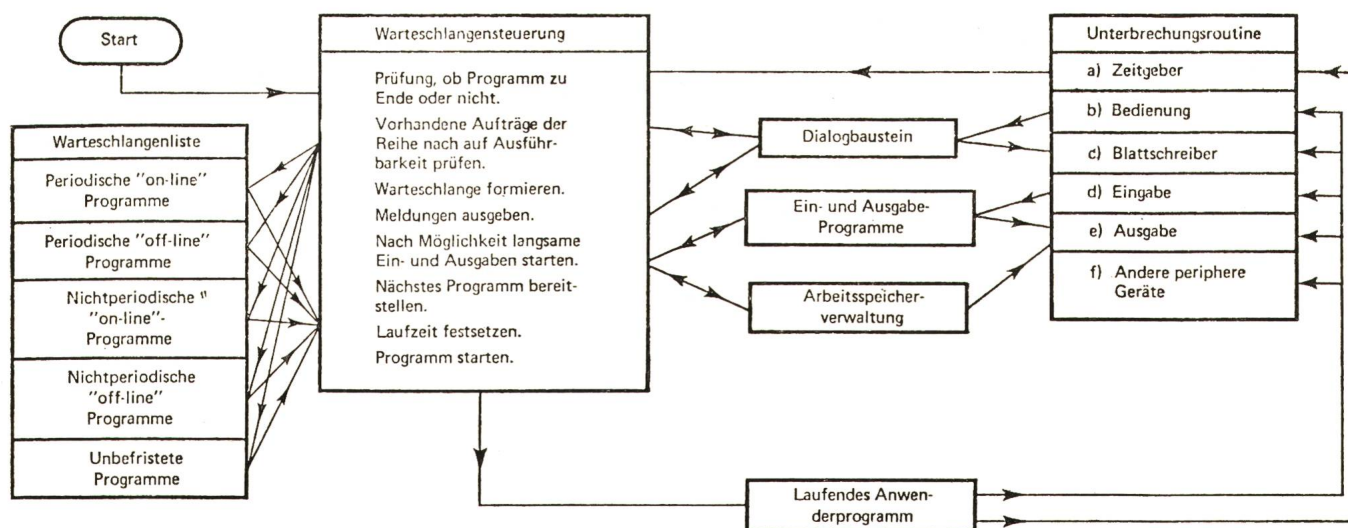 Start
Warteschlangenliste
Periodische "on-line"
Programme
Periodische "off-line"
Programme
Nichtperiodische "
"on-line"-
Programme
Nichtperiodische
"off-line"
Programme
Unbefristete
Programme
Warteschlangensteuerung
Prüfung, ob Programm zu
Ende oder nicht.
Vorhandene Aufträge der
Reihe nach auf Ausführ-
barkeit prüfen.
Warteschlange formieren.
Meldungen ausgeben.
Nach Möglichkeit langsame
Ein- und Ausgaben starten.
Nächstes Programm bereit-
stellen.
Laufzeit festsetzen.
Programm starten.
Dialogbaustein
Ein- und Ausgabe-
Programme
Arbeitsspeicher-
verwaltung
Laufendes Anwen-
derprogramm
Unterbrechungsroutine
a) Zeitgeber
b) Bedienung
c) Blattschreiber
d) Eingabe
e) Ausgabe
f) Andere periphere
Geräte